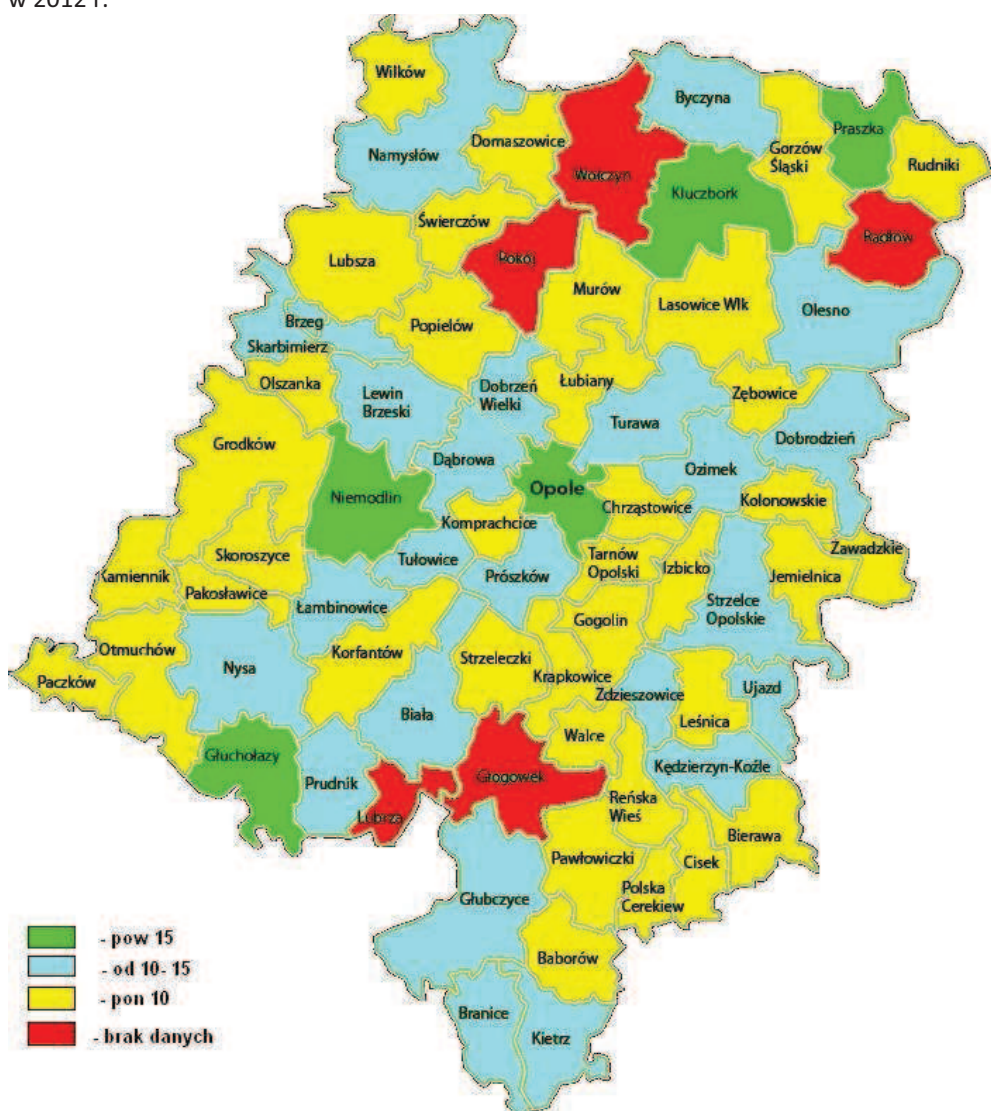 w 2012 r.
Wilków
Byczyna
Praszka
Namysłów
Domaszowice
Gorzów
Śląski
Rudniki
Wołczyn
Kluczbork
Świerczów
Radłów
Lubsza
Pokój
Murów
Lasowice Wlk
Olesno
Brzeg
Popielów
Skarbimierz
Olszanka
Lewin
Brzeski
Dobrzeń
Wielki
Łubiany
Zębowice
Turawa
Dobrodzień
Grodków
Dąbrowa
Ozimek
Niemodlin
Opole
Kolonowskie
Komprachcice
Chrząstowice
Skoroszyce
Tułowice
Prószków
Tarnów
Opolski
Izbicko
Zawadzkie
Kamiennik
Jemielnica
Pakosławice
Łambinowice
Strzelce
Opolskie
Gogolin
Otmuchów
Korfantów
Strzeleczki
Nysa
Krapkowice
Paczków
Zdzieszowice
Ujazd
Biała
Leśnica
Walce
Głuchołazy
Kędzierzyn-Koźle
Prudnik
Głogówek
Lubrza
Reńska
Wieś
Bierawa
Pawłowiczki
Cisek
Polska
Cerekiew
Głubczyce
Baborów
Branice
Kietrz
- pow 15
- od 10- 15
- pon 10
- brak danych